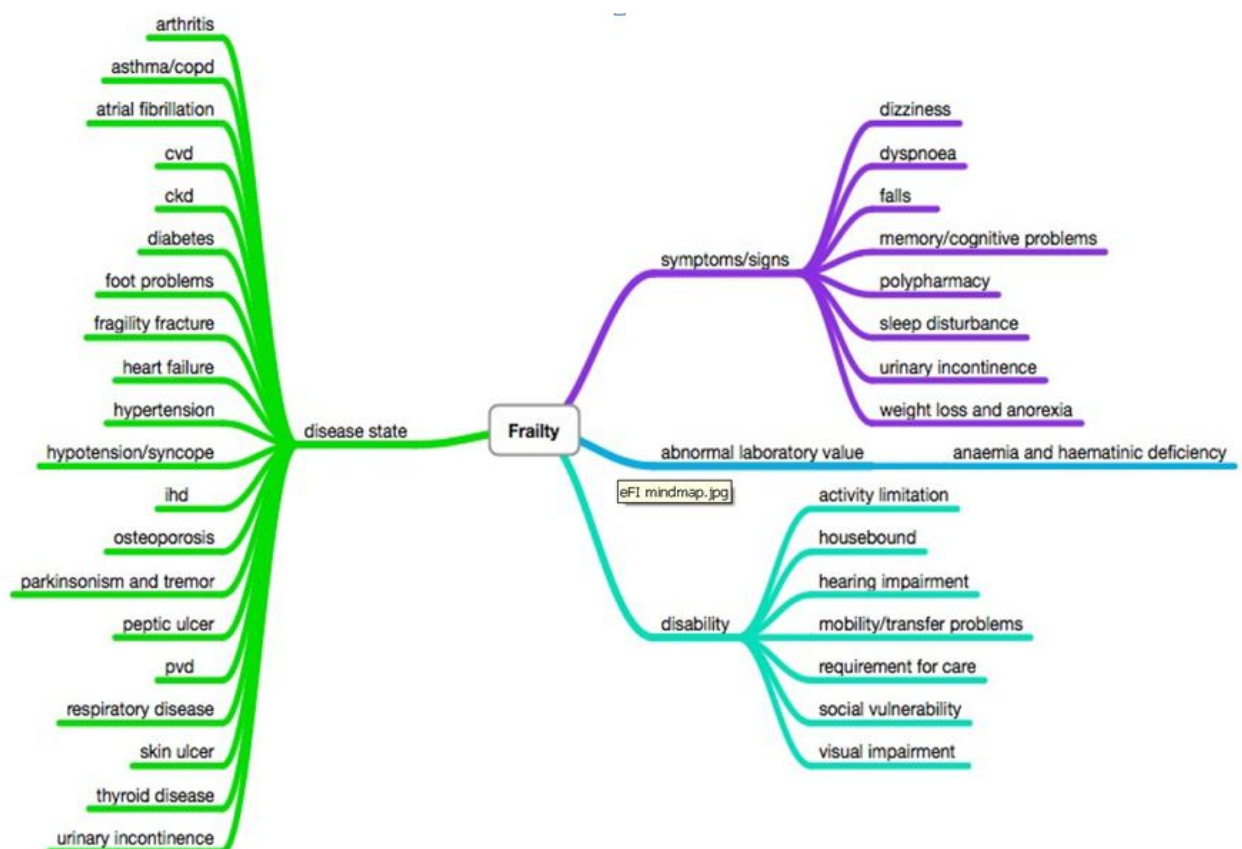 arthritis
asthma/copd
atrial fibrillation
cvd
ckd
diabetes
foot problems
fragility fracture
heart failure
hypertension
hypotension/syncope
ihd
osteoporosis
parkinsonism and tremor
peptic ulcer
pvd
respiratory disease
skin ulcer
thyroid disease
urinary incontinence
disease state
Frailty
symptoms/signs
dizziness
dyspnoea
falls
memory/cognitive problems
polypharmacy
sleep disturbance
urinary incontinence
weight loss and anorexia
abnormal laboratory value
anaemia and haematinic deficiency
eFI mindmap.jpg
disability
activity limitation
housebound
hearing impairment
mobility/transfer problems
requirement for care
social vulnerability
visual impairment